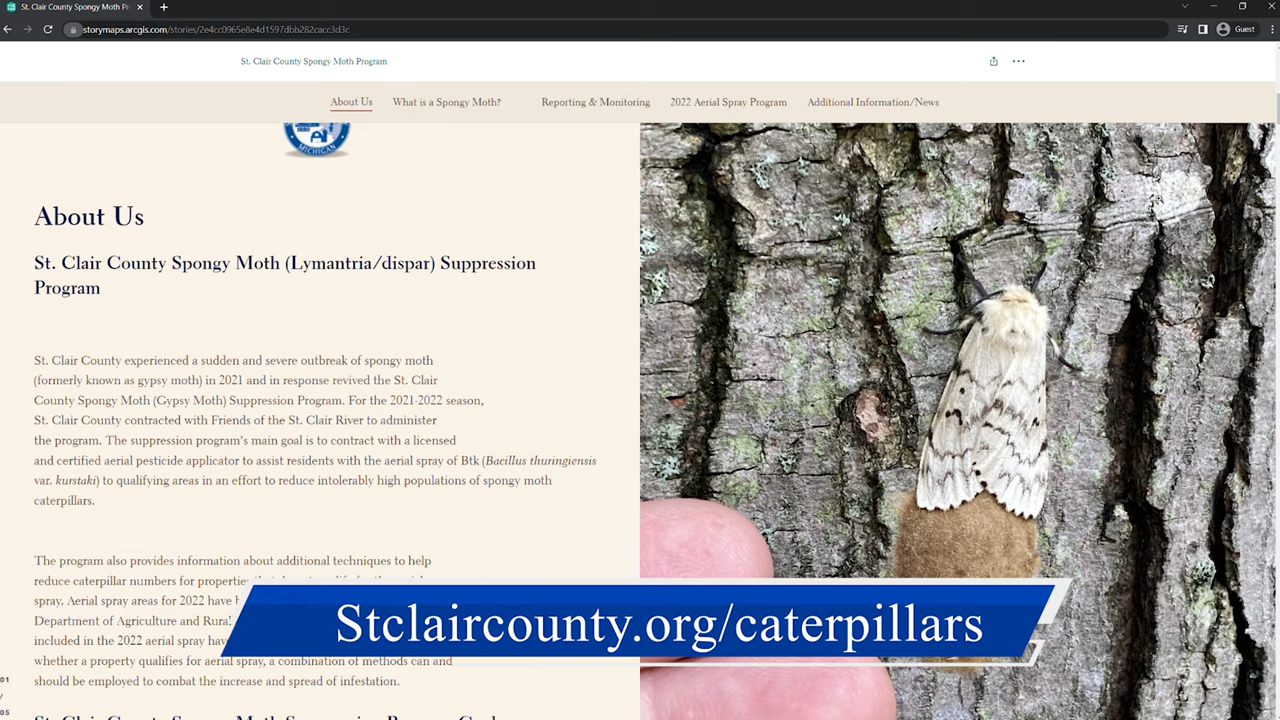 St. Clair County Spongy Moth Pr
storymaps.arcgis.com/stories/2e4cc0965e8e4d1597dbb282cacc3d3c
Guest
St. Clair County Spongy Moth Program
About Us
What is a Spongy Moth?
Reporting & Monitoring
2022 Aerial Spray Program
Additional Information/News
MICHIGAN
About Us
St. Clair County Spongy Moth (Lymantria/dispar) Suppression
Program
St. Clair County experienced a sudden and severe outbreak of spongy moth
(formerly known as gypsy moth) in 2021 and in response revived the St. Clair
County Spongy Moth (Gypsy Moth) Suppression Program. For the 2021-2022 season,
St. Clair County contracted with Friends of the St. Clair River to administer
the program. The suppression program's main goal is to contract with a licensed
and certified aerial pesticide applicator to assist residents with the aerial spray of Btk (Bacillus thuringiensis
var. kurstaki) to qualifying areas in an effort to reduce intolerably high populations of spongy moth
caterpillars.
The program also provides information about additional techniques to help
reduce caterpillar numbers for properties
spray. Aerial spray areas for 2022 have
Department of Agriculture and
included in the 2022 aerial spray
whether a property qualifies for aerial spray, a combination of methods can and
should be employed to combat the increase and spread of infestation.
Stclaircounty.org/caterpillars
01
/
05